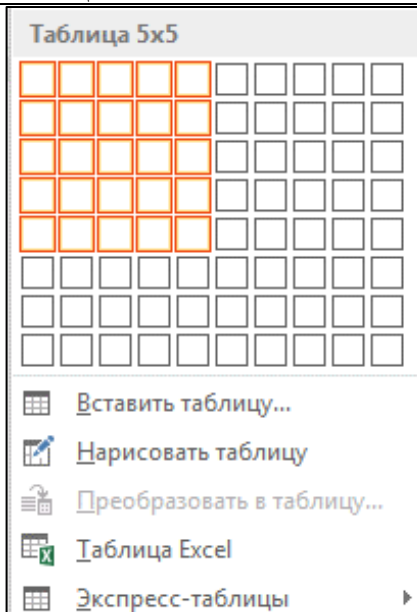 Таблица 5x5
Вставить таблицу...
Нарисовать таблицу
Преобразовать в таблицу...
Таблица Excel
Экспресс-таблицы